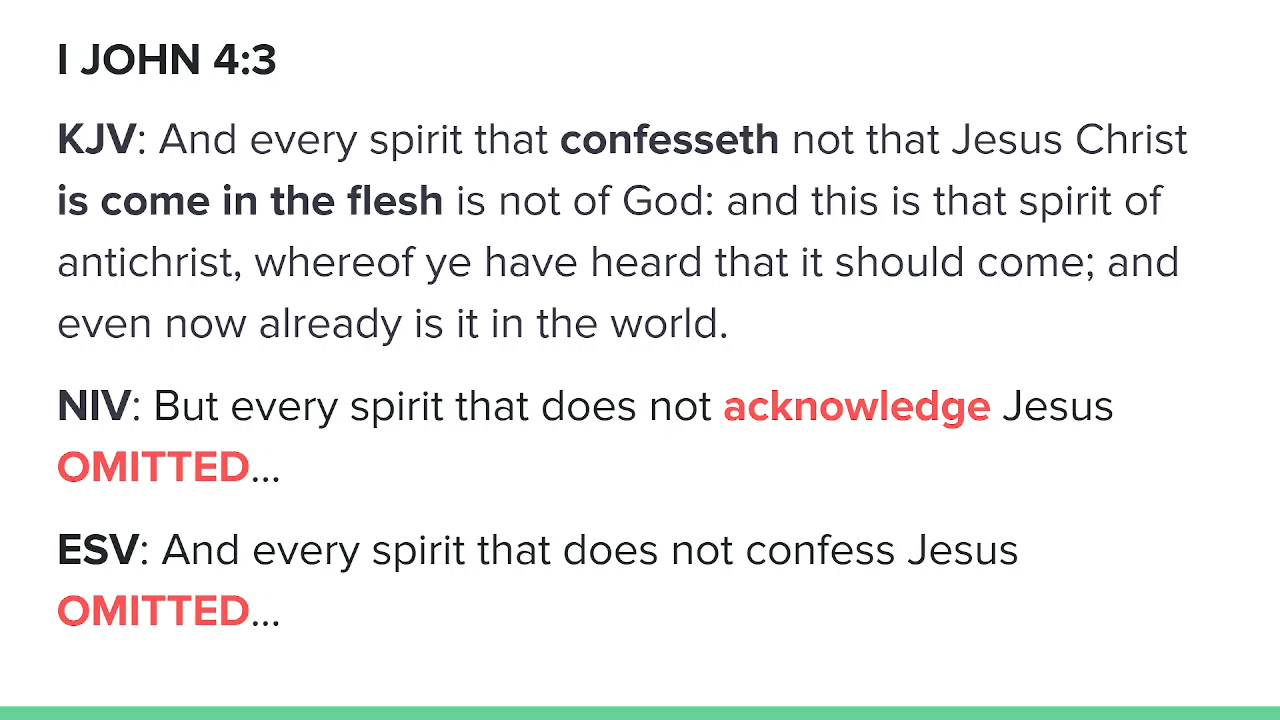 I JOHN 4:3
KJV: And every spirit that confesseth not that Jesus Christ
is come in the flesh is not of God: and this is that spirit of
antichrist, whereof ye have heard that it should come; and
even now already is it in the world.
NIV: But every spirit that does not acknowledge Jesus
OMITTED...
ESV: And every spirit that does not confess Jesus
OMITTED...